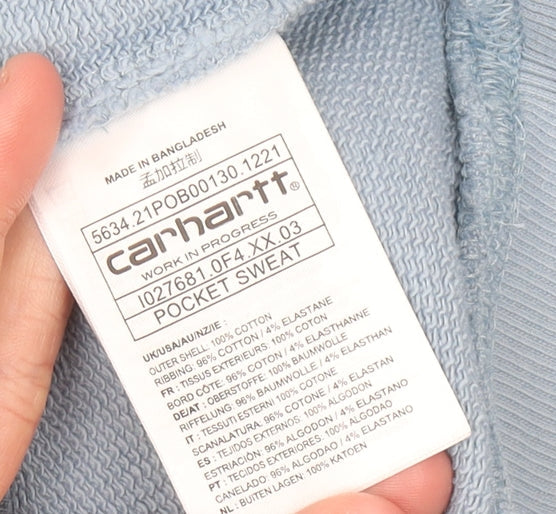 MADE IN BANGLADESH
孟加拉制
5634.21POB00130.1221
carhartt®
WORK IN PROGRESS
I027681.0F4.XX.03
POCKET SWEAT
UK/USA/AU/NZ/IE :
OUTER SHELL: 100% COTTON
RIBBING: 96% COTTON / 4% ELASTANE
FR : TISSUS EXTERIEURS: 100% COTON
BORD CÔTE: 96% COTON / 4% ELASTHANNE
DE/AT : OBERSTOFFE: 100% BAUMWOLLE
RIFFELUNG: 96% BAUMWOLLE / 4% ELASTHAN
IT : TESSUTI ESTERNI 100% COTONE
SCANALATURA: 96% COTONE / 4% ELASTAN
ES : TEJIDOS EXTERNOS: 100% ALGODON
ESTRIACIÓN: 96% ALGODON / 4% ELASTAN
PT : TECIDOS EXTERIORES: 100% ALGODAO
CANELADO: 96% ALGODAO / 4% ELASTANO
NL : BUITEN LAGEN: 100% KATOEN